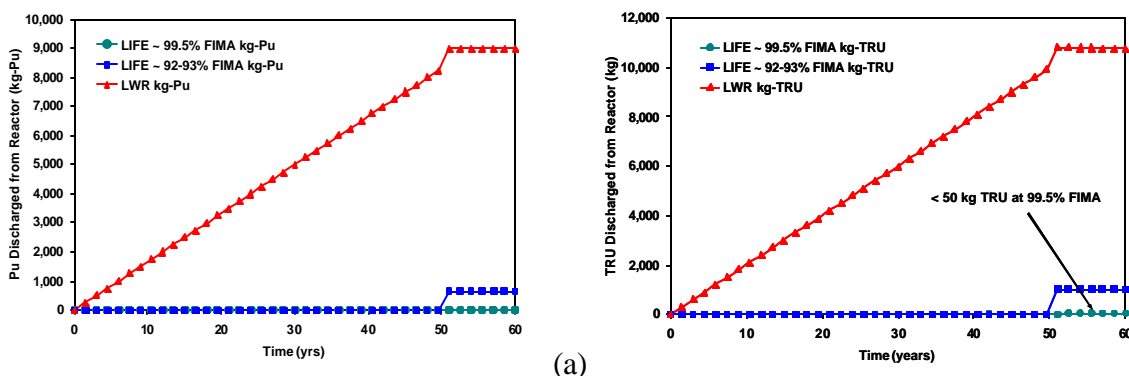 10,000
9,000
8,000
7,000
6,000
5,000
4,000
3,000
2,000
1,000
0
Pu Discharged from Reactor (kg-Pu)
LIFE ~ 99.5% FIMA kg-Pu
LIFE ~ 92-93% FIMA kg-Pu
LWR kg-Pu
0 10 20 30 40 50 60
Time (yrs)
(a)
12,000
10,000
8,000
6,000
4,000
2,000
0
TRU Discharged from Reactor (kg)
LIFE ~ 99.5% FIMA kg-TRU
LIFE ~ 92-93% FIMA kg-TRU
LWR kg-TRU
< 50 kg TRU at 99.5% FIMA
0 10 20 30 40 50 60
Time (years)